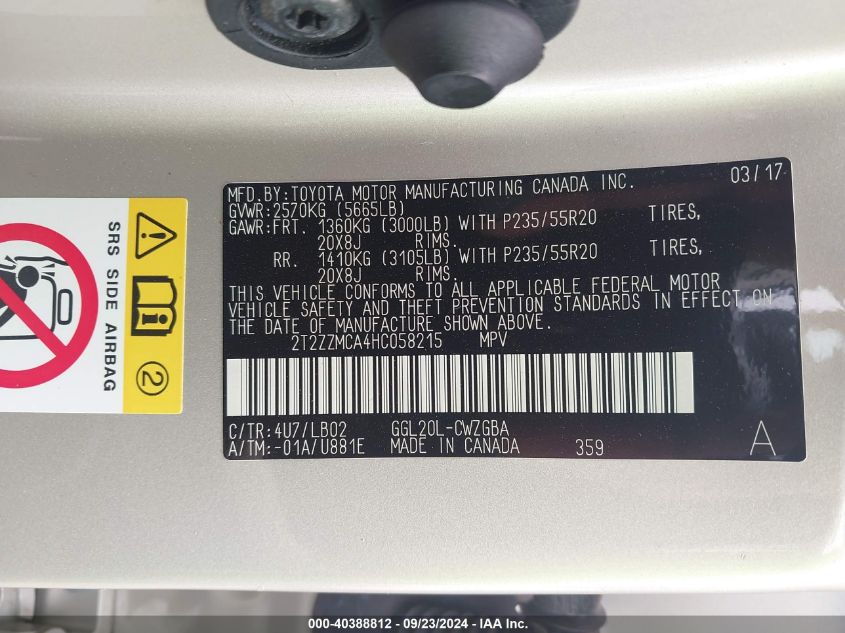 MFD.BY:TOYOTA MOTOR MANUFACTURING CANADA INC. 03/17
GVWR:2570KG (5665LB)
GAWR:FRT. 1360KG (3000LB) WITH P235/55R20 TIRES,
20X8J RIMS.
RR. 1410KG (3105LB) WITH P235/55R20 TIRES,
20X8J RIMS.
THIS VEHICLE CONFORMS TO ALL APPLICABLE FEDERAL MOTOR
VEHICLE SAFETY AND THEFT PREVENTION STANDARDS IN EFFECT ON
THE DATE OF MANUFACTURE SHOWN ABOVE.
2T2ZZMCA4HC058215 MPV
C/TR:4U7/LB02 GGL20L-CWZGBA
A/TM:-01A/U881E MADE IN CANADA 359 A
SRS SIDE AIRBAG
2
000-40388812 - 09/23/2024 - WWW.IAAI.COM